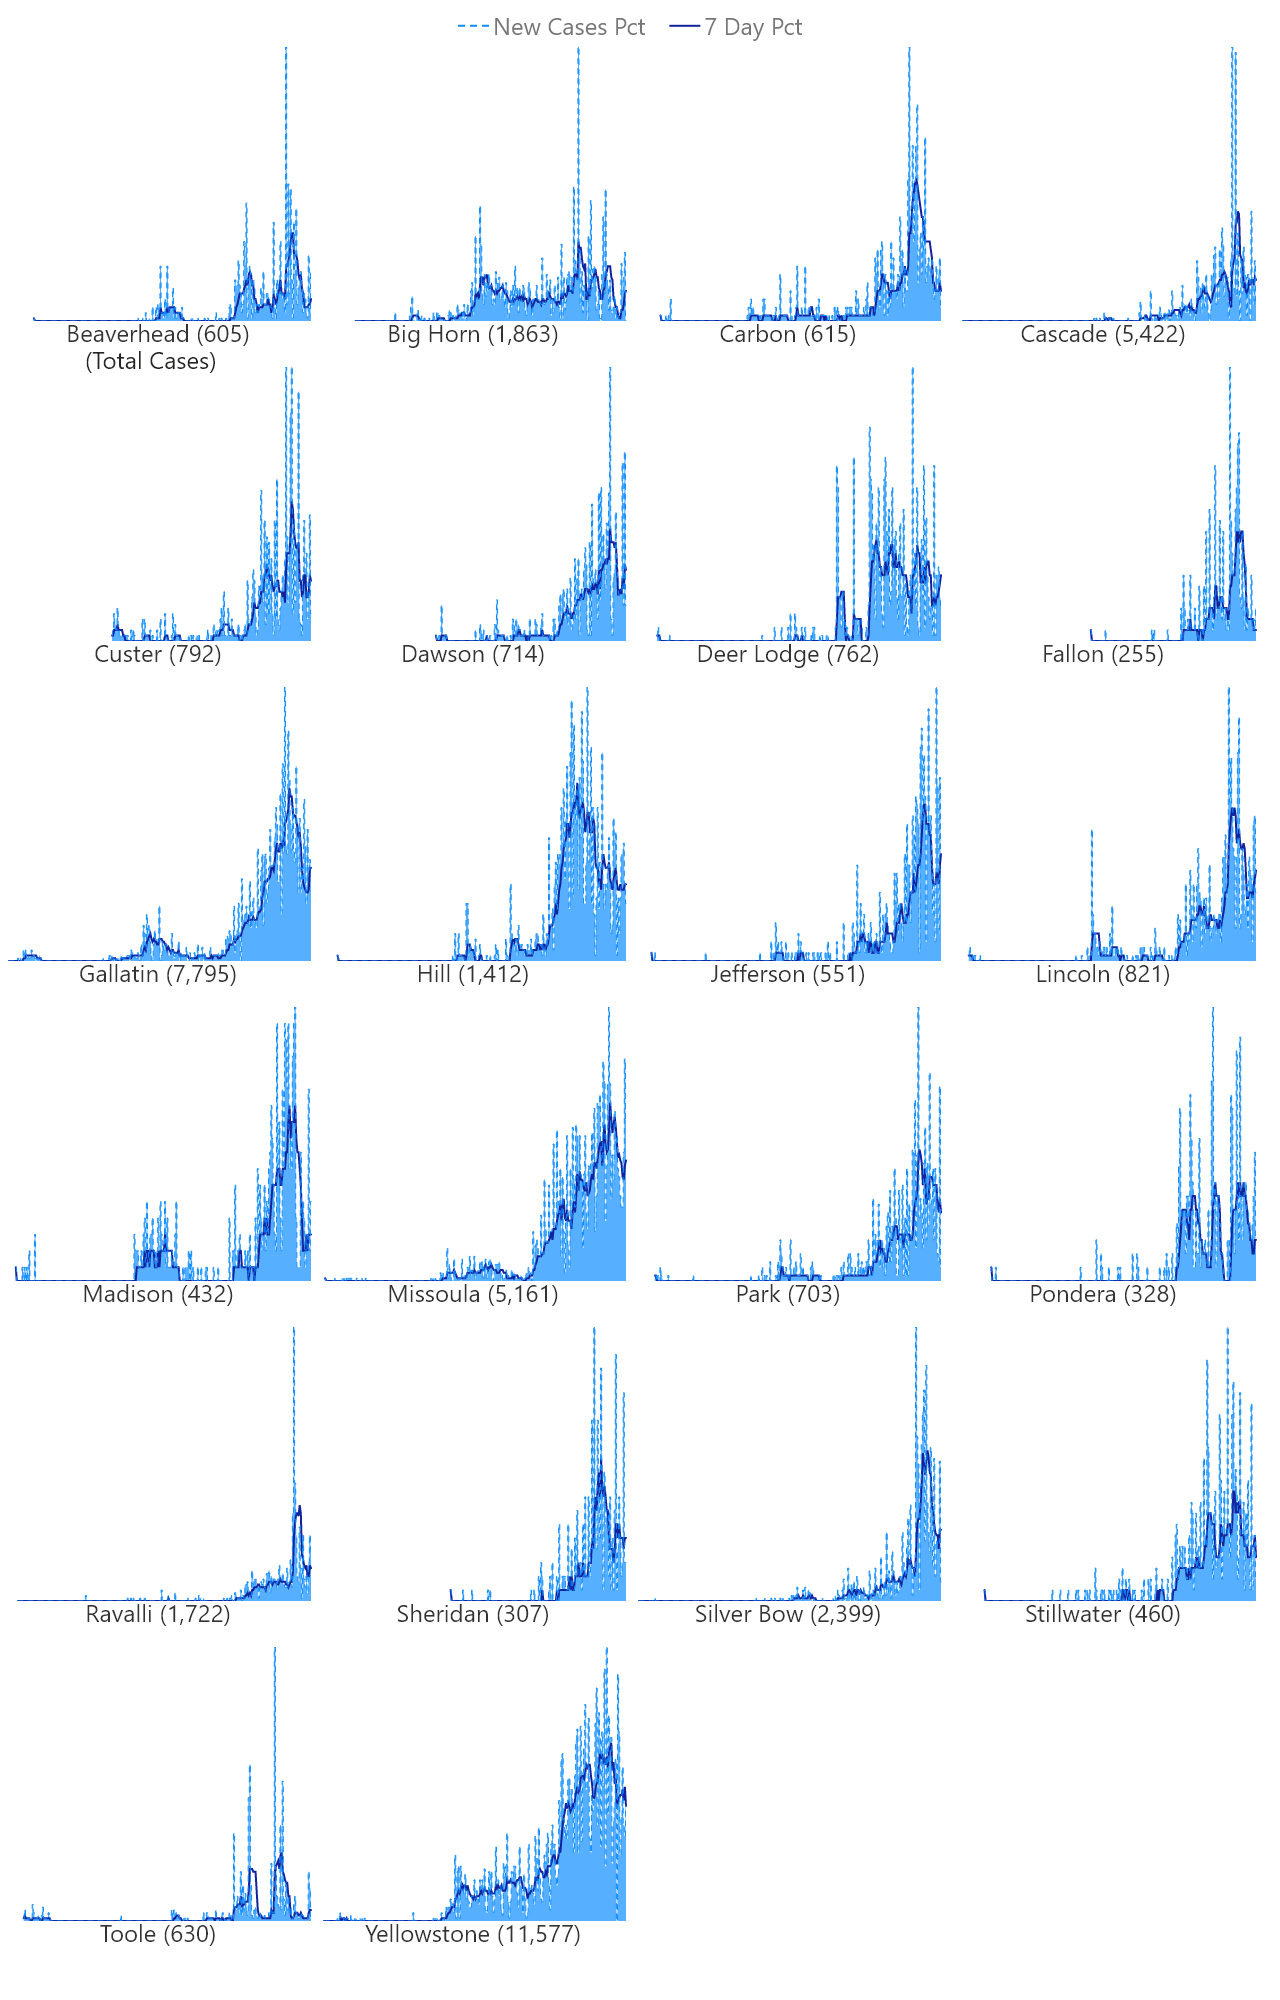 New Cases Pct 7 Day Pct
Beaverhead (605) Big Horn (1,863) Carbon (615) Cascade (5,422)
(Total Cases)
Custer (792) Dawson (714) Deer Lodge (762) Fallon (255)
Gallatin (7,795) Hill (1,412) Jefferson (551) Lincoln (821)
Madison (432) Missoula (5,161) Park (703) Pondera (328)
Ravalli (1,722) Sheridan (307) Silver Bow (2,399) Stillwater (460)
Toole (630) Yellowstone (11,577)